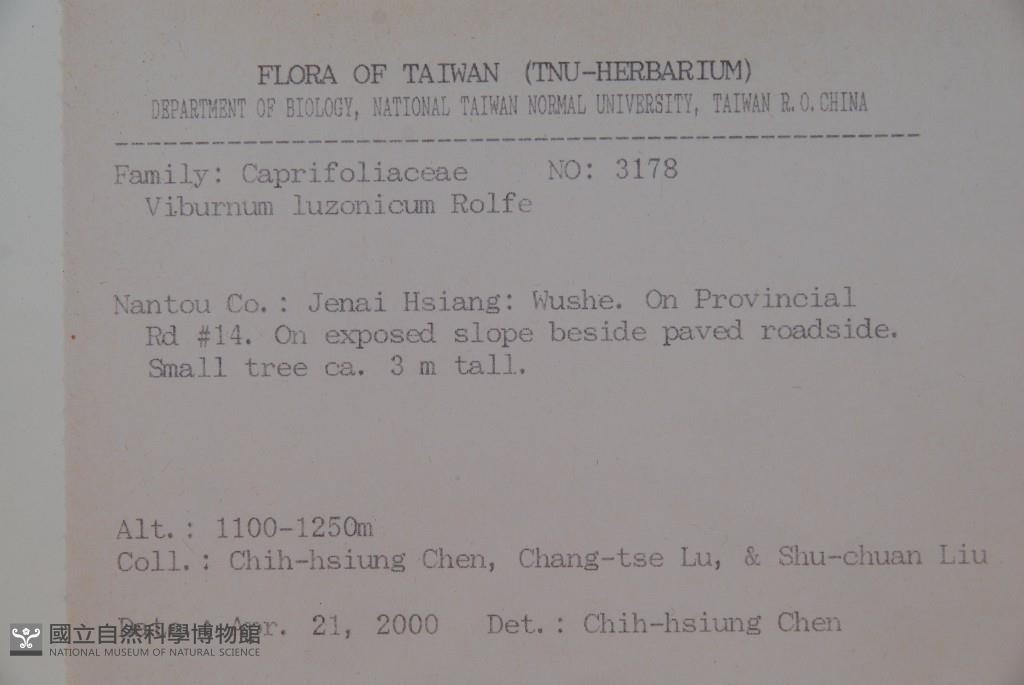 FLORA OF TAIWAN (TNU-HERBARIUM)
DEPARTMENT OF BIOLOGY, NATIONAL TAIWAN NORMAL UNIVERSITY, TAIWAN R.O.CHINA
Family: Caprifoliaceae NO: 3178
Viburnum luzonicum Rolfe
Nantou Co.: Jenai Hsiang: Wushe. On Provincial
Rd #14. On exposed slope beside paved roadside.
Small tree ca. 3 m tall.
Alt.: 1100-1250m
Coll.: Chih-hsiung Chen, Chang-tse Lu, & Shu-chuan Liu
Date: Apr. 21, 2000 Det.: Chih-hsiung Chen
國立自然科學博物館
NATIONAL MUSEUM OF NATURAL SCIENCE